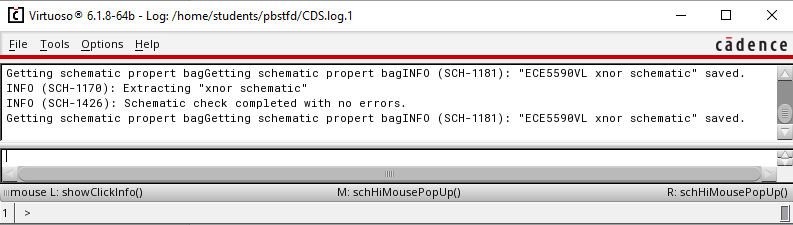 Virtuoso® 6.1.8-64b - Log: /home/students/pbstfd/CDS.log.1
File Tools Options Help
cādence
Getting schematic propert bagGetting schematic propert bagINFO (SCH-1181): "ECE5590VL xnor schematic" saved.
INFO (SCH-1170): Extracting "xnor schematic"
INFO (SCH-1426): Schematic check completed with no errors.
Getting schematic propert bagGetting schematic propert bagINFO (SCH-1181): "ECE5590VL xnor schematic" saved.
mouse L: showClickInfo() M: schHiMousePopUp() R: schHiMousePopUp()
1 >